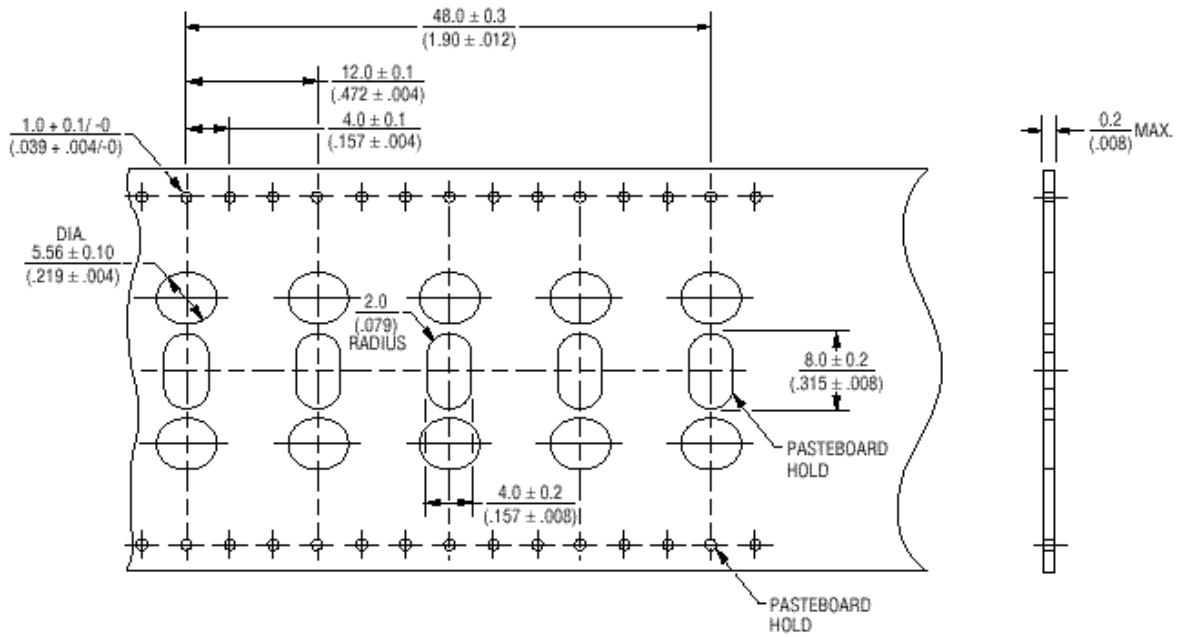 48.0 ± 0.3
(1.90 ± .012)
12.0 ± 0.1
(.472 ± .004)
4.0 ± 0.1
(.157 ± .004)
1.0 + 0.1/ -0
(.039 + .004/-0)
0.2 MAX.
(.008)
DIA.
5.56 ± 0.10
(.219 ± .004)
2.0
(.079)
RADIUS
8.0 ± 0.2
(.315 ± .008)
PASTEBOARD
HOLD
4.0 ± 0.2
(.157 ± .008)
PASTEBOARD
HOLD